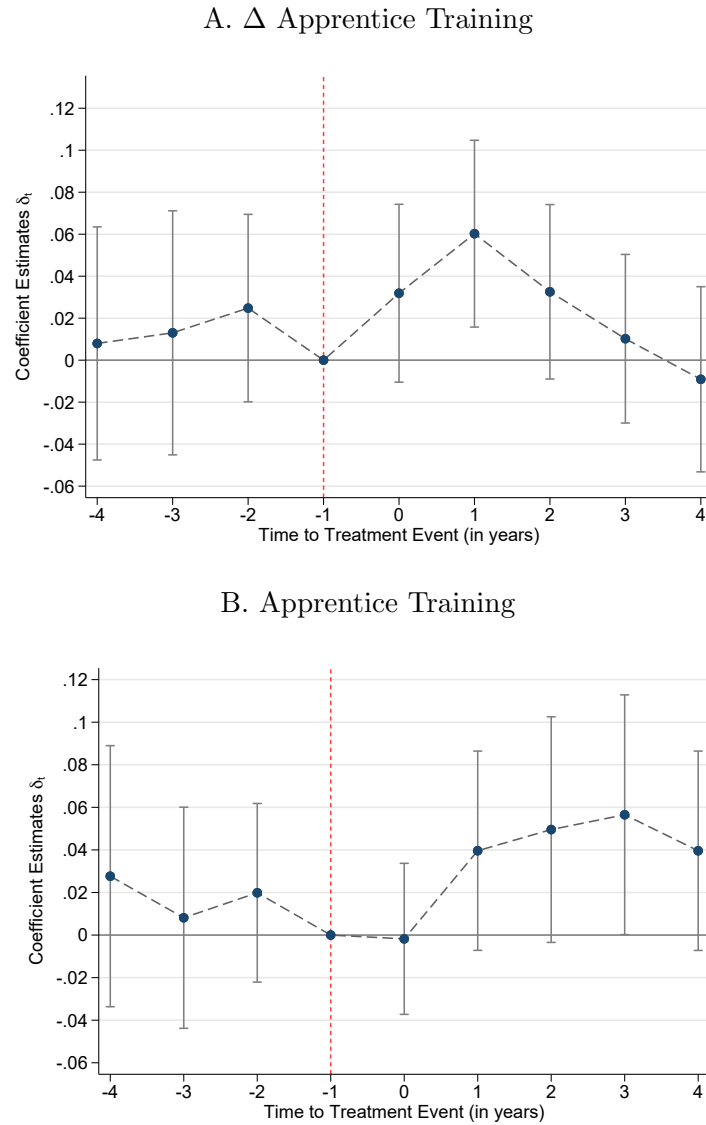 A. Δ Apprentice Training
Coefficient Estimates δt
.12
.1
.08
.06
.04
.02
0
-.02
-.04
-.06
-4 -3 -2 -1 0 1 2 3 4
Time to Treatment Event (in years)
B. Apprentice Training
Coefficient Estimates δt
.12
.1
.08
.06
.04
.02
0
-.02
-.04
-.06
-4 -3 -2 -1 0 1 2 3 4
Time to Treatment Event (in years)